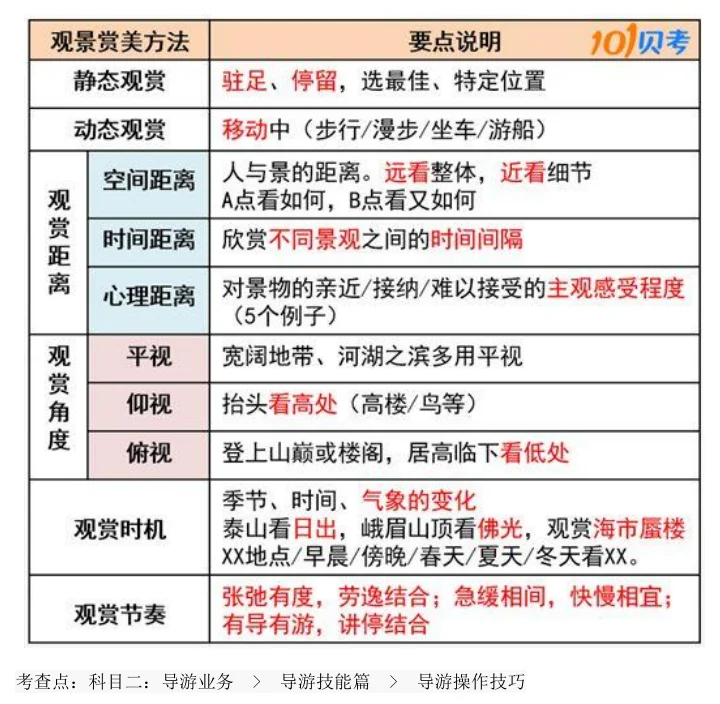 观景赏美方法 要点说明 101贝考
静态观赏 驻足、停留，选最佳、特定位置
动态观赏 移动中（步行/漫步/坐车/游船）
观赏距离
空间距离 人与景的距离。远看整体，近看细节
A点看如何，B点看又如何
时间距离 欣赏不同景观之间的时间间隔
心理距离 对景物的亲近/接纳/难以接受的主观感受程度
（5个例子）
观赏角度
平视 宽阔地带、河湖之滨多用平视
仰视 抬头看高处（高楼/鸟等）
俯视 登上山巅或楼阁，居高临下看低处
观赏时机 季节、时间、气象的变化
泰山看日出，峨眉山顶看佛光，观赏海市蜃楼
XX地点/早晨/傍晚/春天/夏天/冬天看XX。
观赏节奏 张弛有度，劳逸结合；急缓相间，快慢相宜；
有导有游，讲停结合
考查点：科目二：导游业务 > 导游技能篇 > 导游操作技巧